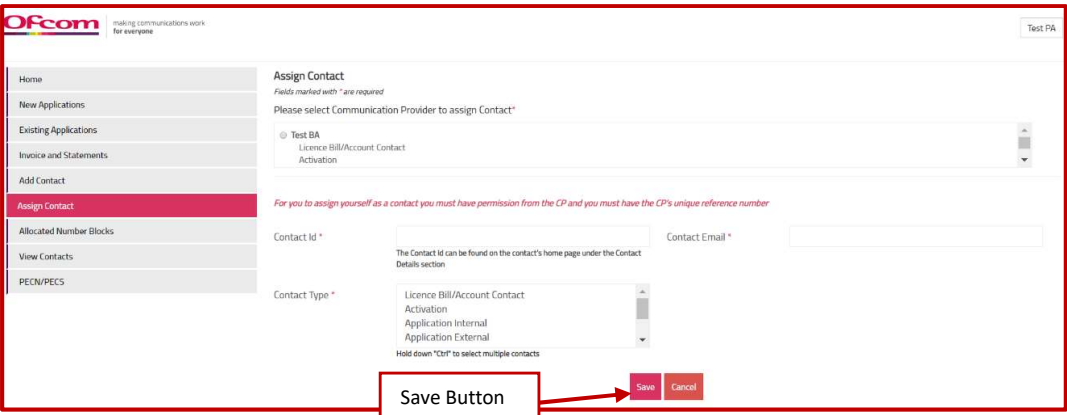 Ofcom
making communications work
for everyone
Test PA
Home
New Applications
Existing Applications
Invoice and Statements
Add Contact
Assign Contact
Allocated Number Blocks
View Contacts
PECN/PECS
Assign Contact
Fields marked with * are required
Please select Communication Provider to assign Contact*
Test BA
Licence Bill/Account Contact
Activation
For you to assign yourself as a contact you must have permission from the CP and you must have the CP's unique reference number
Contact Id *
The Contact Id can be found on the contact's home page under the Contact
Details section
Contact Email *
Contact Type *
Licence Bill/Account Contact
Activation
Application Internal
Application External
Hold down "Ctrl" to select multiple contacts
Save Cancel
Save Button